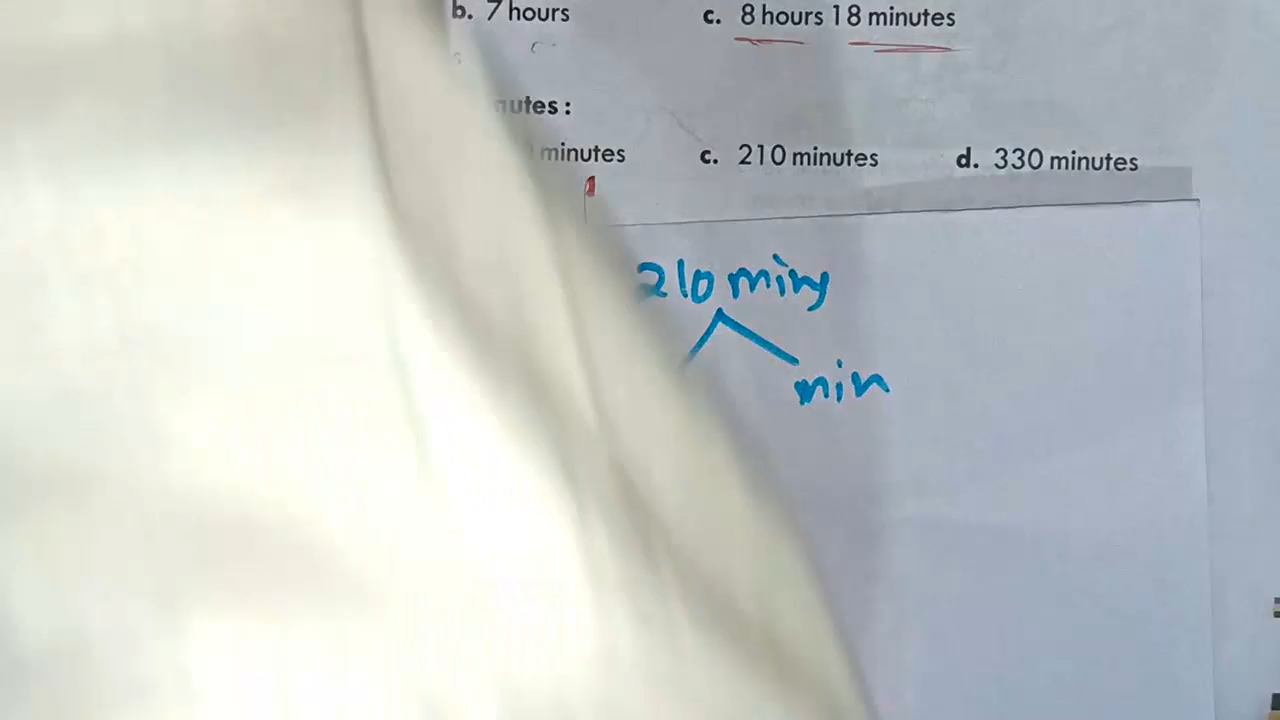 b. 7 hours c. 8 hours 18 minutes
utes :
minutes c. 210 minutes d. 330 minutes
210 mins
min